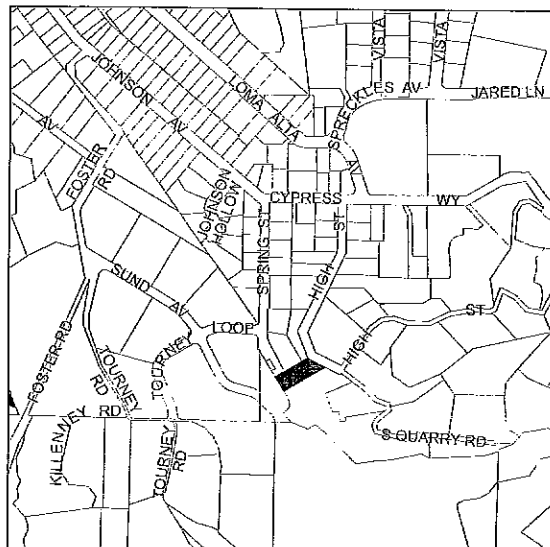 VISTA
VISTA
JOHNSON AV
LOMA ALTA AV
SPRECKLES AV
JARED LN
AV
FOSTER RD
JOHNSON HOLLOW
CYPRESS WY
SPRING ST
HIGH ST
SUND AV
LOOP
HIGH ST
FOSTER RD
TOURNEY RD
TOURNEY
KILLENNEY RD
TOURNEY RD
S QUARRY RD